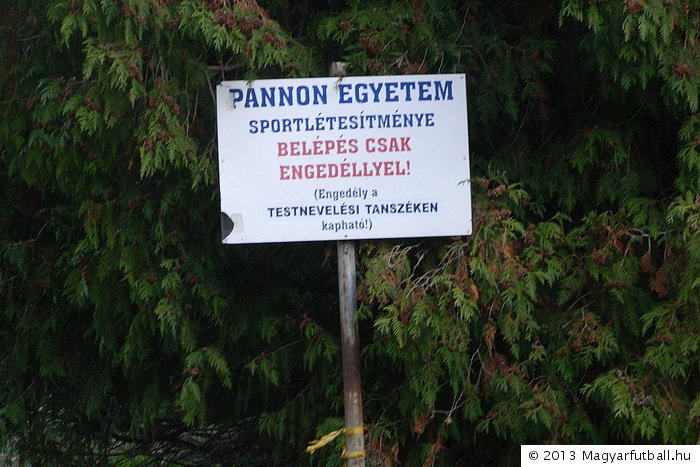 PANNON EGYETEM
SPORTLÉTESÍTMÉNYE
BELÉPÉS CSAK
ENGEDÉLLYEL!
(Engedély a
TESTNEVELÉSI TANSZÉKEN
kapható!)
© 2013 Magyarfutball.hu